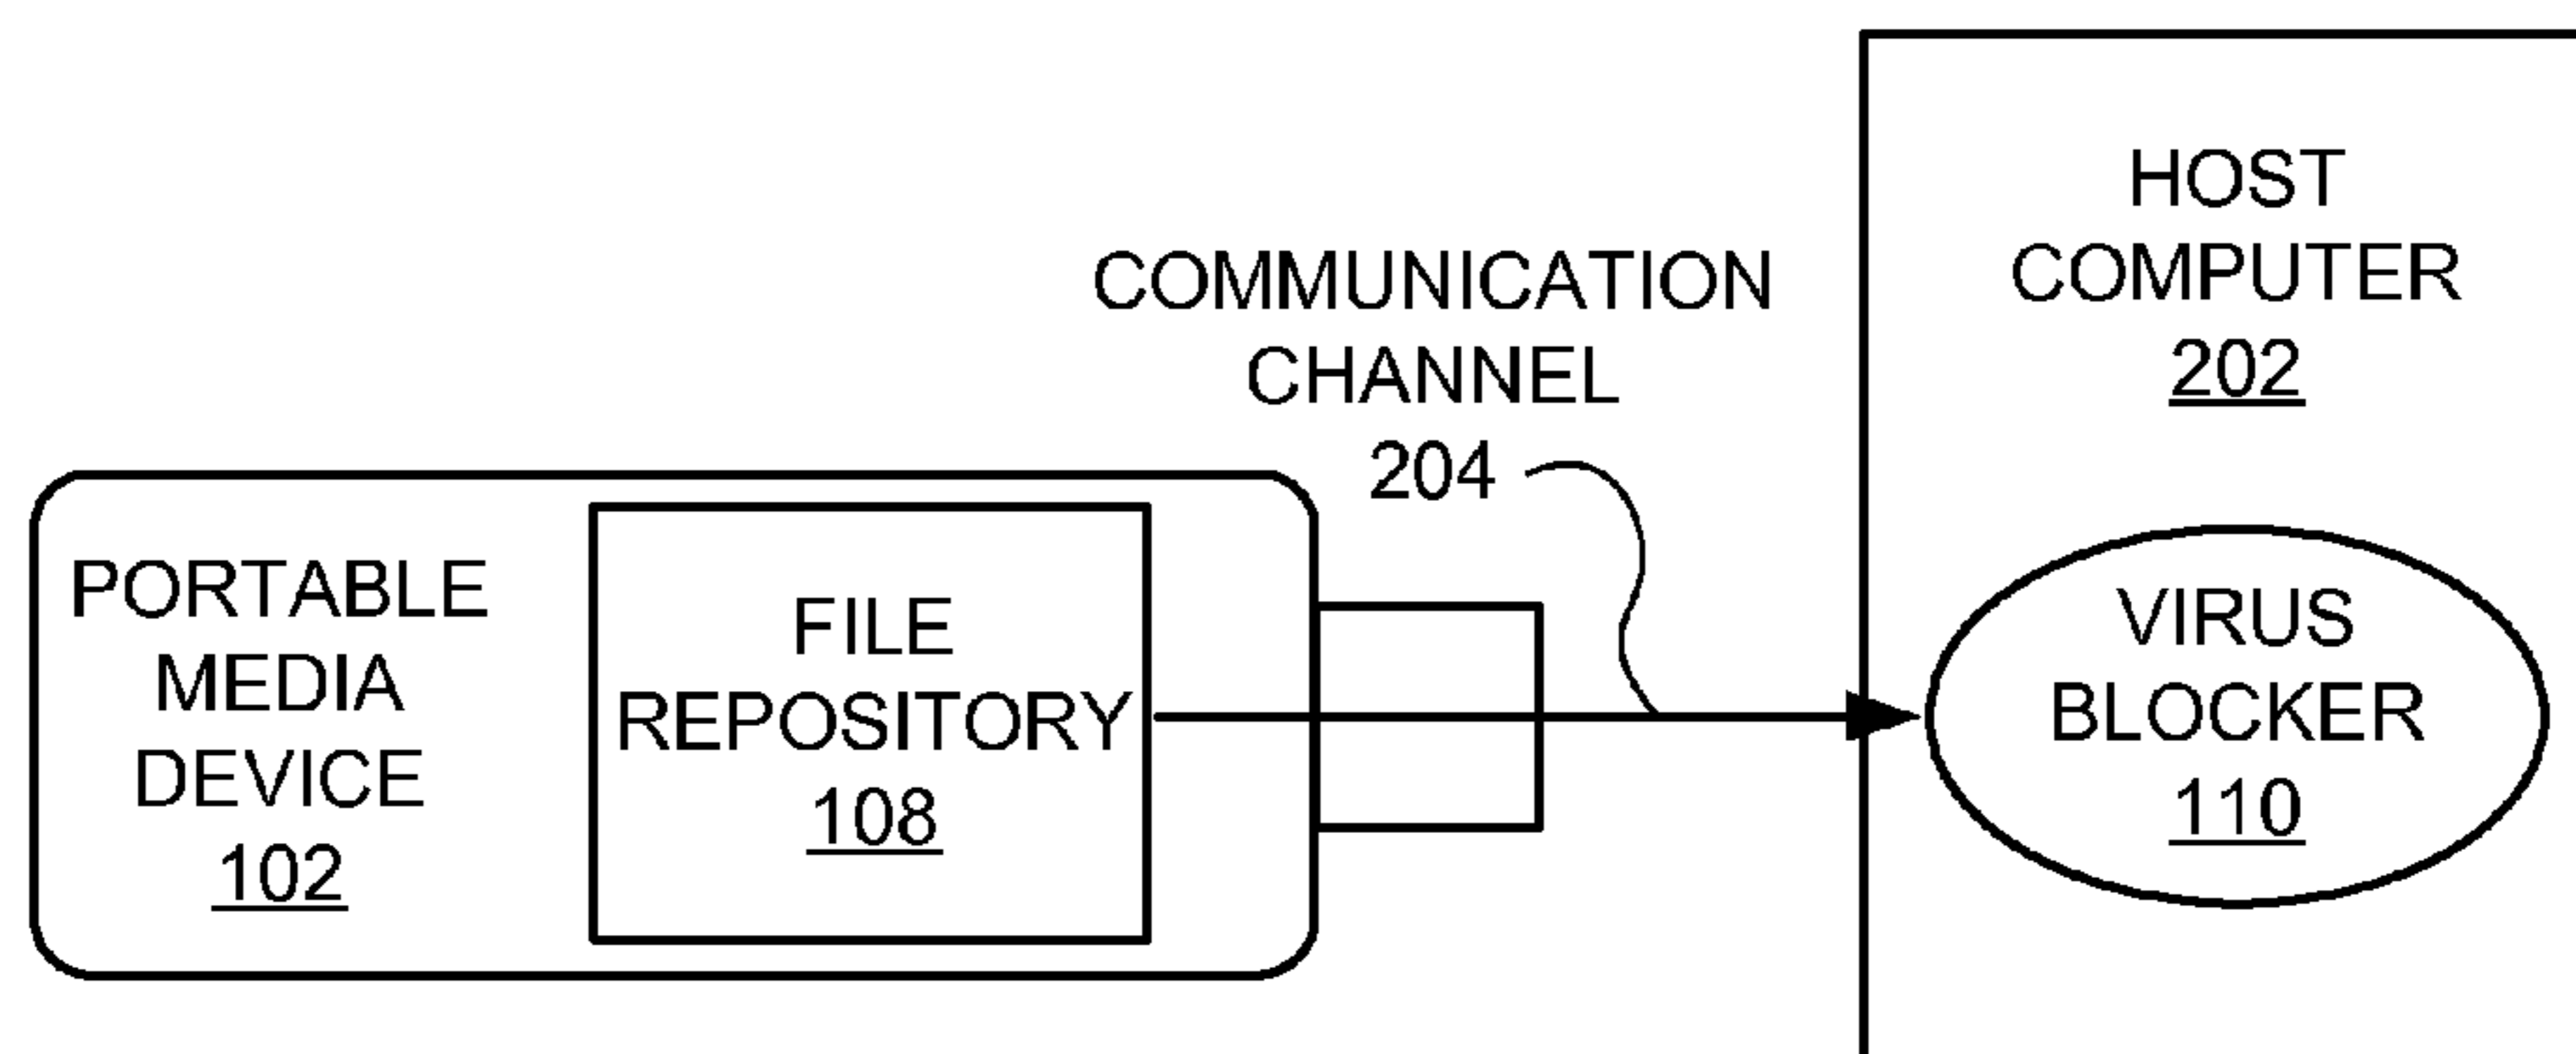 HOST
COMPUTER
202
COMMUNICATION
CHANNEL
204
PORTABLE
MEDIA
DEVICE
102
FILE
REPOSITORY
108
VIRUS
BLOCKER
110